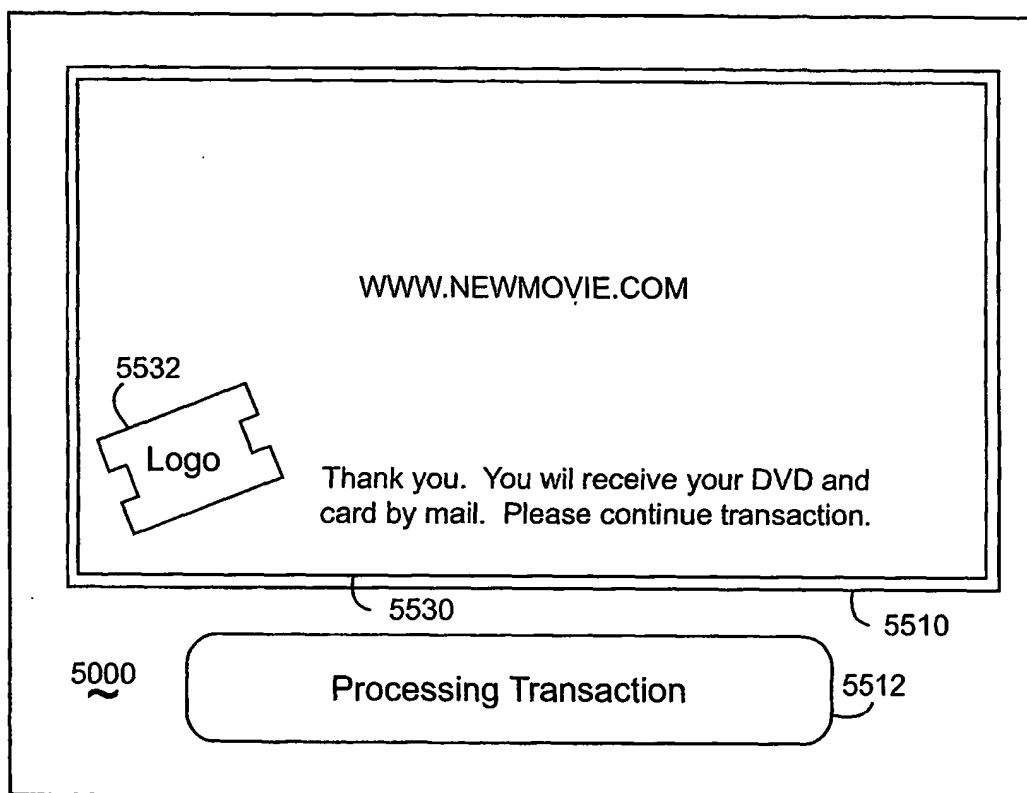 WWW.NEWMOVIE.COM
5532
Logo
Thank you. You wil receive your DVD and
card by mail. Please continue transaction.
5530
5510
5000
Processing Transaction
5512